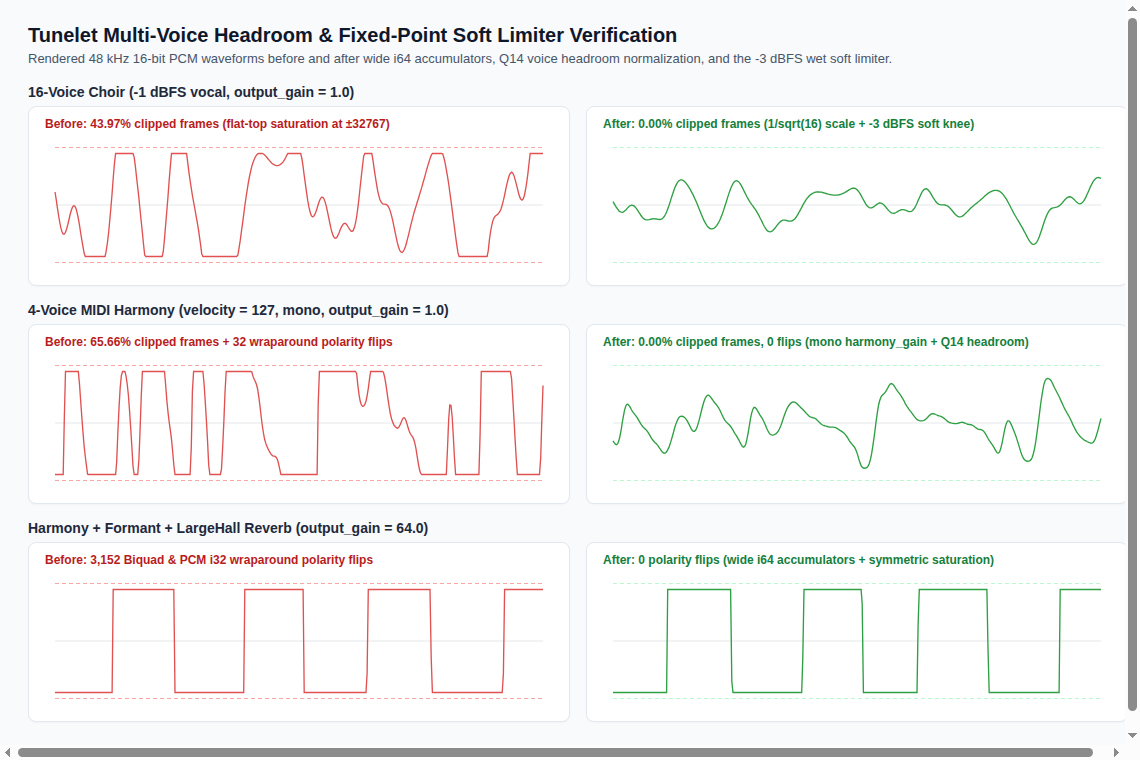 Tunelet Multi-Voice Headroom & Fixed-Point Soft Limiter Verification
Rendered 48 kHz 16-bit PCM waveforms before and after wide i64 accumulators, Q14 voice headroom normalization, and the -3 dBFS wet soft limiter.
16-Voice Choir (-1 dBFS vocal, output_gain = 1.0)
Before: 43.97% clipped frames (flat-top saturation at ±32767)
After: 0.00% clipped frames (1/sqrt(16) scale + -3 dBFS soft knee)
4-Voice MIDI Harmony (velocity = 127, mono, output_gain = 1.0)
Before: 65.66% clipped frames + 32 wraparound polarity flips
After: 0.00% clipped frames, 0 flips (mono harmony_gain + Q14 headroom)
Harmony + Formant + LargeHall Reverb (output_gain = 64.0)
Before: 3,152 Biquad & PCM i32 wraparound polarity flips
After: 0 polarity flips (wide i64 accumulators + symmetric saturation)